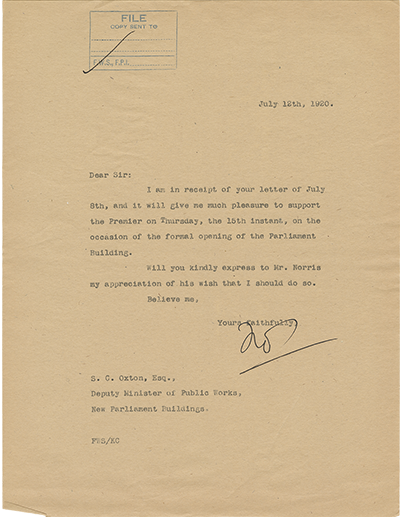 FILE
COPY SENT TO
F.W.S., F.P.I.
July 12th, 1920.
Dear Sir:
I am in receipt of your letter of July
8th, and it will give me much pleasure to support
the Premier on Thursday, the 15th instant, on the
occasion of the formal opening of the Parliament
Building.
Will you kindly express to Mr. Norris
my appreciation of his wish that I should do so.
Believe me,
Yours faithfully,
S. C. Oxton, Esq.,
Deputy Minister of Public Works,
New Parliament Buildings.
FWS/KC